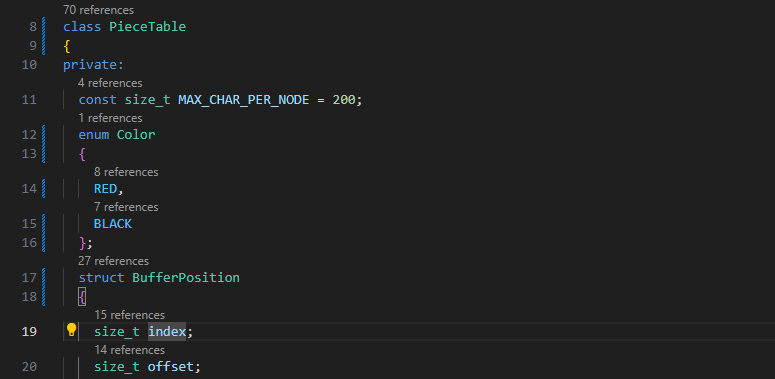 70 references
8 class PieceTable
9 {
10 private:
4 references
11 const size_t MAX_CHAR_PER_NODE = 200;
1 references
12 enum Color
13 {
8 references
14 RED,
7 references
15 BLACK
16 };
27 references
17 struct BufferPosition
18 {
15 references
19 size_t index;
14 references
20 size_t offset;